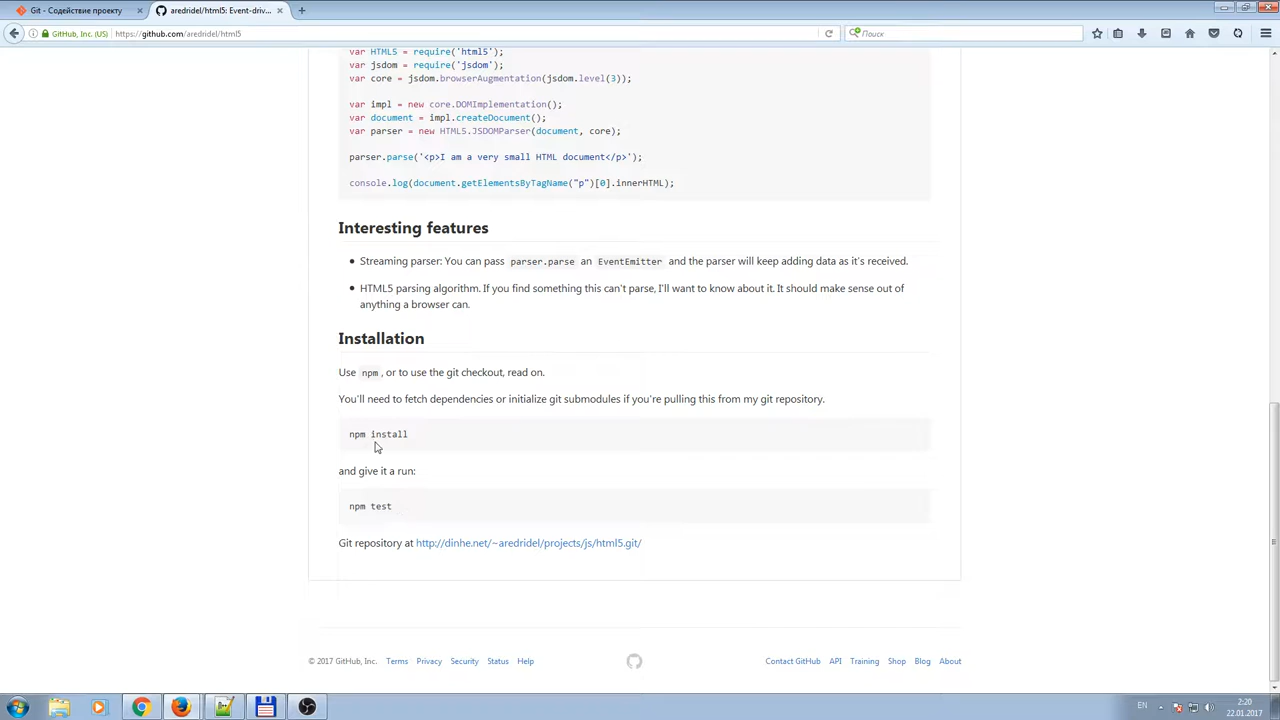 Git - Содействие проекту
aredridel/html5: Event-driv...
GitHub, Inc. (US)
https://github.com/aredridel/html5
Поиск
var HTML5 = require('html5');
var jsdom = require('jsdom');
var core = jsdom.browserAugmentation(jsdom.level(3));
var impl = new core.DOMImplementation();
var document = impl.createDocument();
var parser = new HTML5.JSDOMParser(document, core);
parser.parse('<p>I am a very small HTML document</p>');
console.log(document.getElementsByTagName("p")[0].innerHTML);
Interesting features
• Streaming parser: You can pass parser.parse an EventEmitter and the parser will keep adding data as it's received.
• HTML5 parsing algorithm. If you find something this can't parse, I'll want to know about it. It should make sense out of
anything a browser can.
Installation
Use npm, or to use the git checkout, read on.
You'll need to fetch dependencies or initialize git submodules if you're pulling this from my git repository.
npm install
and give it a run:
npm test
Git repository at http://dinhe.net/~aredridel/projects/js/html5.git/
© 2017 GitHub, Inc. Terms Privacy Security Status Help
Contact GitHub API Training Shop Blog About
EN
2:20
22.01.2017